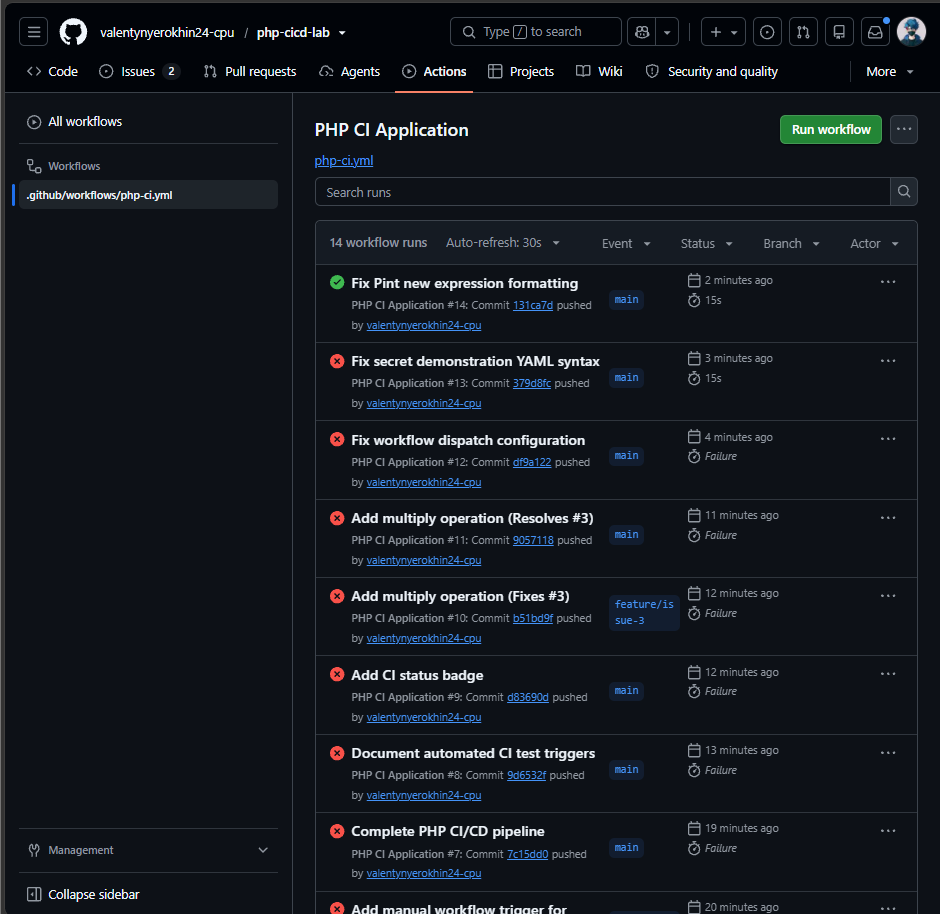 valentynyerokhin24-cpu / php-cicd-lab
Type / to search
Code
Issues 2
Pull requests
Agents
Actions
Projects
Wiki
Security and quality
More
All workflows
Workflows
.github/workflows/php-ci.yml
Management
Collapse sidebar
PHP CI Application
Run workflow
php-ci.yml
Search runs
14 workflow runs Auto-refresh: 30s Event Status Branch Actor
Fix Pint new expression formatting
PHP CI Application #14: Commit 131ca7d pushed
by valentynyerokhin24-cpu
main
2 minutes ago
15s
Fix secret demonstration YAML syntax
PHP CI Application #13: Commit 379d8fc pushed
by valentynyerokhin24-cpu
main
3 minutes ago
15s
Fix workflow dispatch configuration
PHP CI Application #12: Commit df9a122 pushed
by valentynyerokhin24-cpu
main
4 minutes ago
Failure
Add multiply operation (Resolves #3)
PHP CI Application #11: Commit 9057118 pushed
by valentynyerokhin24-cpu
main
11 minutes ago
Failure
Add multiply operation (Fixes #3)
PHP CI Application #10: Commit b51bd9f pushed
by valentynyerokhin24-cpu
feature/is
sue-3
12 minutes ago
Failure
Add CI status badge
PHP CI Application #9: Commit d83690d pushed
by valentynyerokhin24-cpu
main
12 minutes ago
Failure
Document automated CI test triggers
PHP CI Application #8: Commit 9d6532f pushed
by valentynyerokhin24-cpu
main
13 minutes ago
Failure
Complete PHP CI/CD pipeline
PHP CI Application #7: Commit 7c15dd0 pushed
by valentynyerokhin24-cpu
main
19 minutes ago
Failure
Add manual workflow trigger for
20 minutes ago